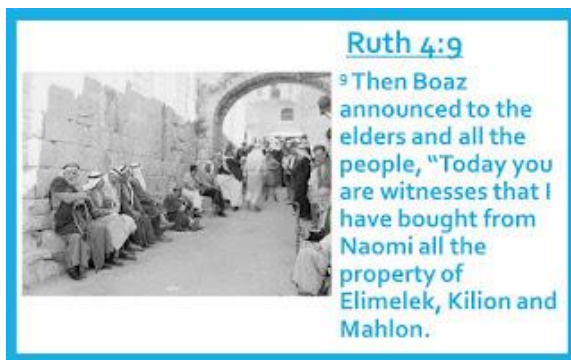 Ruth 4:9
9 Then Boaz
announced to the
elders and all the
people, “Today you
are witnesses that I
have bought from
Naomi all the
property of
Elimelek, Kilion and
Mahlon.